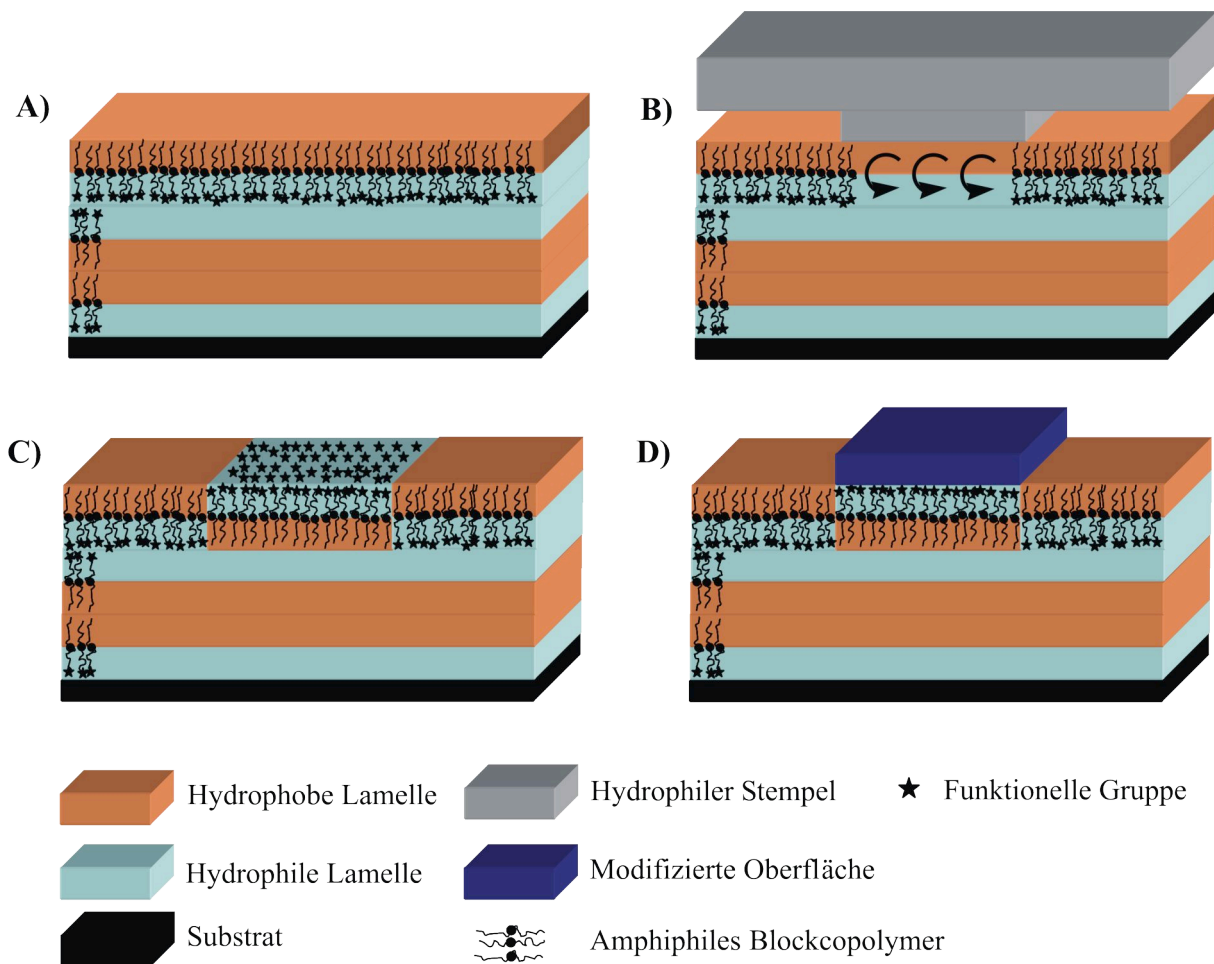 A)
B)
C)
D)
Hydrophobe Lamelle
Hydrophiler Stempel
Funktionelle Gruppe
Hydrophile Lamelle
Modifizierte Oberfläche
Substrat
Amphiphiles Blockcopolymer